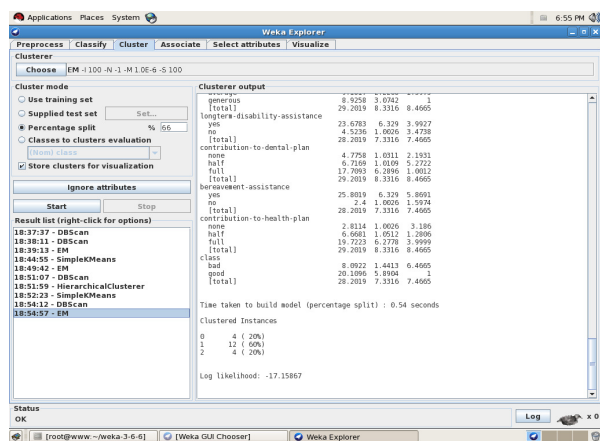 Applications Places System
6:55 PM
Weka Explorer
Preprocess Classify Cluster Associate Select attributes Visualize
Clusterer
Choose EM -I 100 -N -1 -M 1.0E-6 -S 100
Cluster mode
Use training set
Supplied test set Set...
Percentage split % 66
Classes to clusters evaluation
(Nom) class
Store clusters for visualization
Ignore attributes
Start Stop
Result list (right-click for options)
18:37:37 - DBScan
18:38:11 - DBScan
18:39:13 - EM
18:44:55 - SimpleKMeans
18:49:42 - EM
18:51:07 - DBScan
18:51:59 - HierarchicalClusterer
18:52:23 - SimpleKMeans
18:54:12 - DBScan
18:54:57 - EM
Clusterer output
generous 8.9258 3.0742 1
[total] 29.2019 8.3316 8.4665
longterm-disability-assistance
yes 23.6783 6.329 3.9927
no 4.5236 1.0026 3.4738
[total] 28.2019 7.3316 7.4665
contribution-to-dental-plan
none 4.7758 1.0311 2.1931
half 6.7169 1.0109 5.2722
full 17.7093 6.2896 1.0012
[total] 29.2019 8.3316 8.4665
bereavement-assistance
yes 25.8019 6.329 5.8691
no 2.4 1.0026 1.5974
[total] 28.2019 7.3316 7.4665
contribution-to-health-plan
none 2.8114 1.0026 3.186
half 6.6681 1.0512 1.2806
full 19.7223 6.2778 3.9999
[total] 29.2019 8.3316 8.4665
class
bad 8.0922 1.4413 6.4665
good 20.1096 5.8904 1
[total] 28.2019 7.3316 7.4665
Time taken to build model (percentage split) : 0.54 seconds
Clustered Instances
0 4 ( 20%)
1 12 ( 60%)
2 4 ( 20%)
Log likelihood: -17.15867
Status
OK
Log
x 0
[root@www:~/weka-3-6-6] [Weka GUI Chooser] Weka Explorer